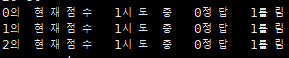 0의 현재점수 1시도 중 0정답 1틀림
1의 현재점수 1시도 중 0정답 1틀림
2의 현재점수 1시도 중 0정답 1틀림